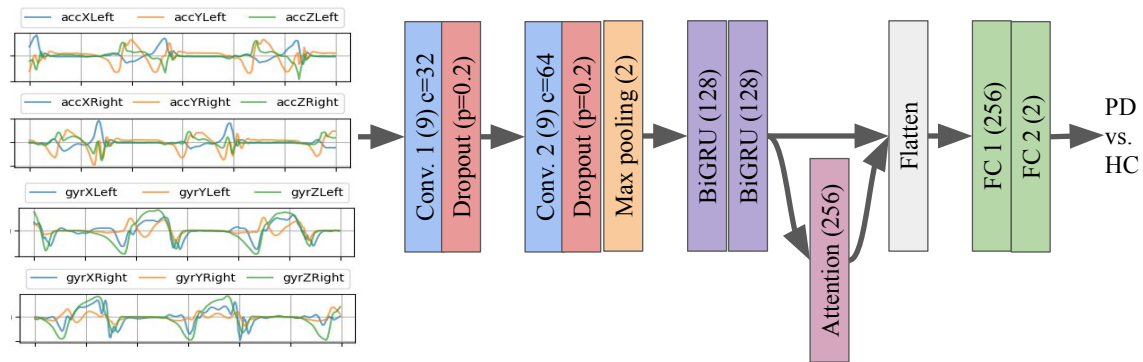 accXLeft accYLeft accZLeft
accXRight accYRight accZRight
gyrXLeft gyrYLeft gyrZLeft
gyrXRight gyrYRight gyrZRight
Conv. 1 (9) c=32
Dropout (p=0.2)
Conv. 2 (9) c=64
Dropout (p=0.2)
Max pooling (2)
BiGRU (128)
BiGRU (128)
Attention (256)
Flatten
FC 1 (256)
FC 2 (2)
PD
vs.
HC